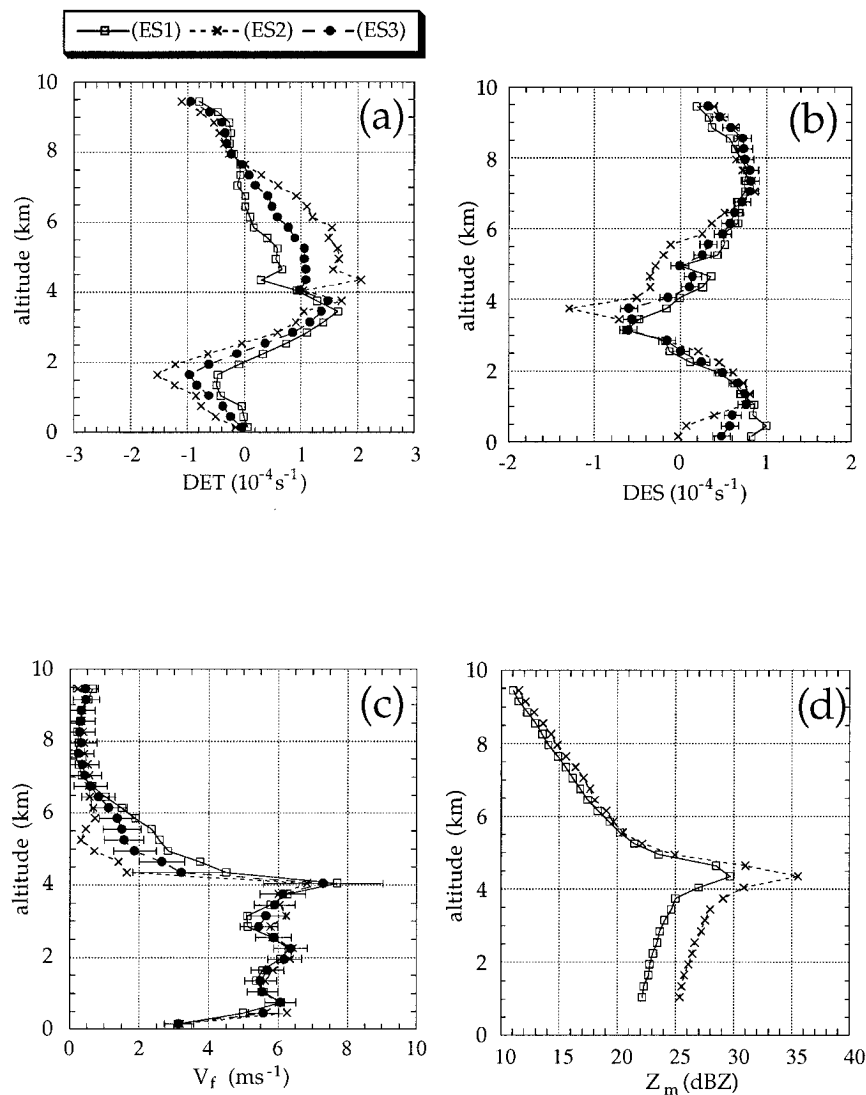 (ES1) (ES2) (ES3)
(a)
10
8
6
4
2
0
altitude (km)
-3 -2 -1 0 1 2 3
DET (10⁻⁴s⁻¹)
(b)
10
8
6
4
2
0
altitude (km)
-2 -1 0 1 2
DES (10⁻⁴s⁻¹)
(c)
10
8
6
4
2
0
altitude (km)
0 2 4 6 8 10
V_f (ms⁻¹)
(d)
10
8
6
4
2
0
altitude (km)
10 15 20 25 30 35 40
Z_m (dBZ)